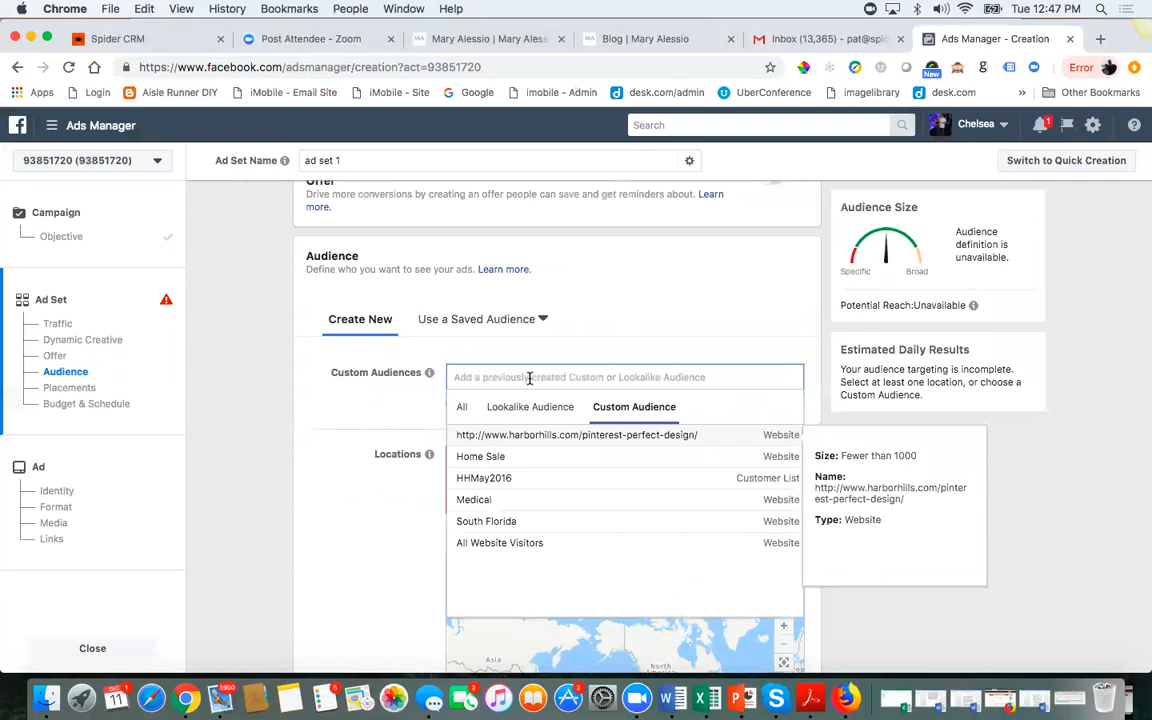 Chrome File Edit View History Bookmarks People Window Help Tue 12:47 PM
Spider CRM Post Attendee - Zoom Mary Alessio | Mary Aless Blog | Mary Alessio Inbox (13,365) - pat@spi Ads Manager - Creation
https://www.facebook.com/adsmanager/creation?act=93851720 New Error
Apps Login Aisle Runner DIY iMobile - Email Site iMobile - Site Google imobile - Admin desk.com/admin UberConference imagelibrary desk.com » Other Bookmarks
Ads Manager Search Chelsea 1
93851720 (93851720) Ad Set Name ad set 1 Switch to Quick Creation
Campaign
Objective
Ad Set
Traffic
Dynamic Creative
Offer
Audience
Placements
Budget & Schedule
Ad
Identity
Format
Media
Links
Close
Offer
Drive more conversions by creating an offer people can save and get reminders about. Learn
more.
Audience
Define who you want to see your ads. Learn more.
Create New Use a Saved Audience
Custom Audiences Add a previously created Custom or Lookalike Audience
All Lookalike Audience Custom Audience
Locations
http://www.harborhills.com/pinterest-perfect-design/ Website
Home Sale Website
HHMay2016 Customer List
Medical Website
South Florida Website
All Website Visitors Website
Asia
North
Size: Fewer than 1000
Name:
http://www.harborhills.com/pinter
est-perfect-design/
Type: Website
Audience Size
Audience
definition is
unavailable.
Specific Broad
Potential Reach:Unavailable
Estimated Daily Results
Your audience targeting is incomplete.
Select at least one location, or choose a
Custom Audience.